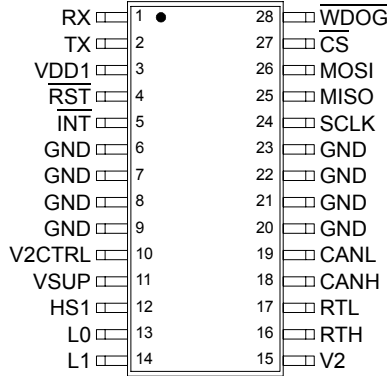 RX 1 28 WDOG
TX 2 27 CS
VDD1 3 26 MOSI
RST 4 25 MISO
INT 5 24 SCLK
GND 6 23 GND
GND 7 22 GND
GND 8 21 GND
GND 9 20 GND
V2CTRL 10 19 CANL
VSUP 11 18 CANH
HS1 12 17 RTL
L0 13 16 RTH
L1 14 15 V2